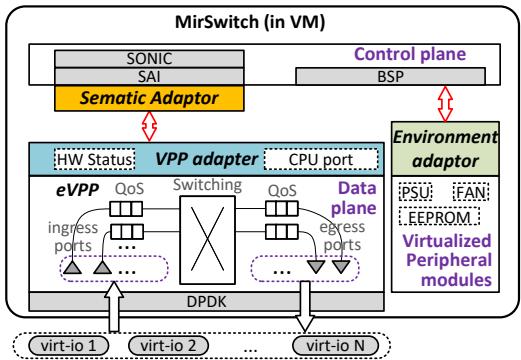 MirSwitch (in VM)
Control plane
SONIC
SAI
BSP
Sematic Adaptor
HW Status
VPP adapter
CPU port
Environment
adaptor
eVPP
QoS
Switching
QoS
Data
plane
ingress
ports
...
...
egress
ports
...
PSU
FAN
EEPROM
Virtualized
Peripheral
modules
DPDK
virt-io 1
virt-io 2
...
virt-io N